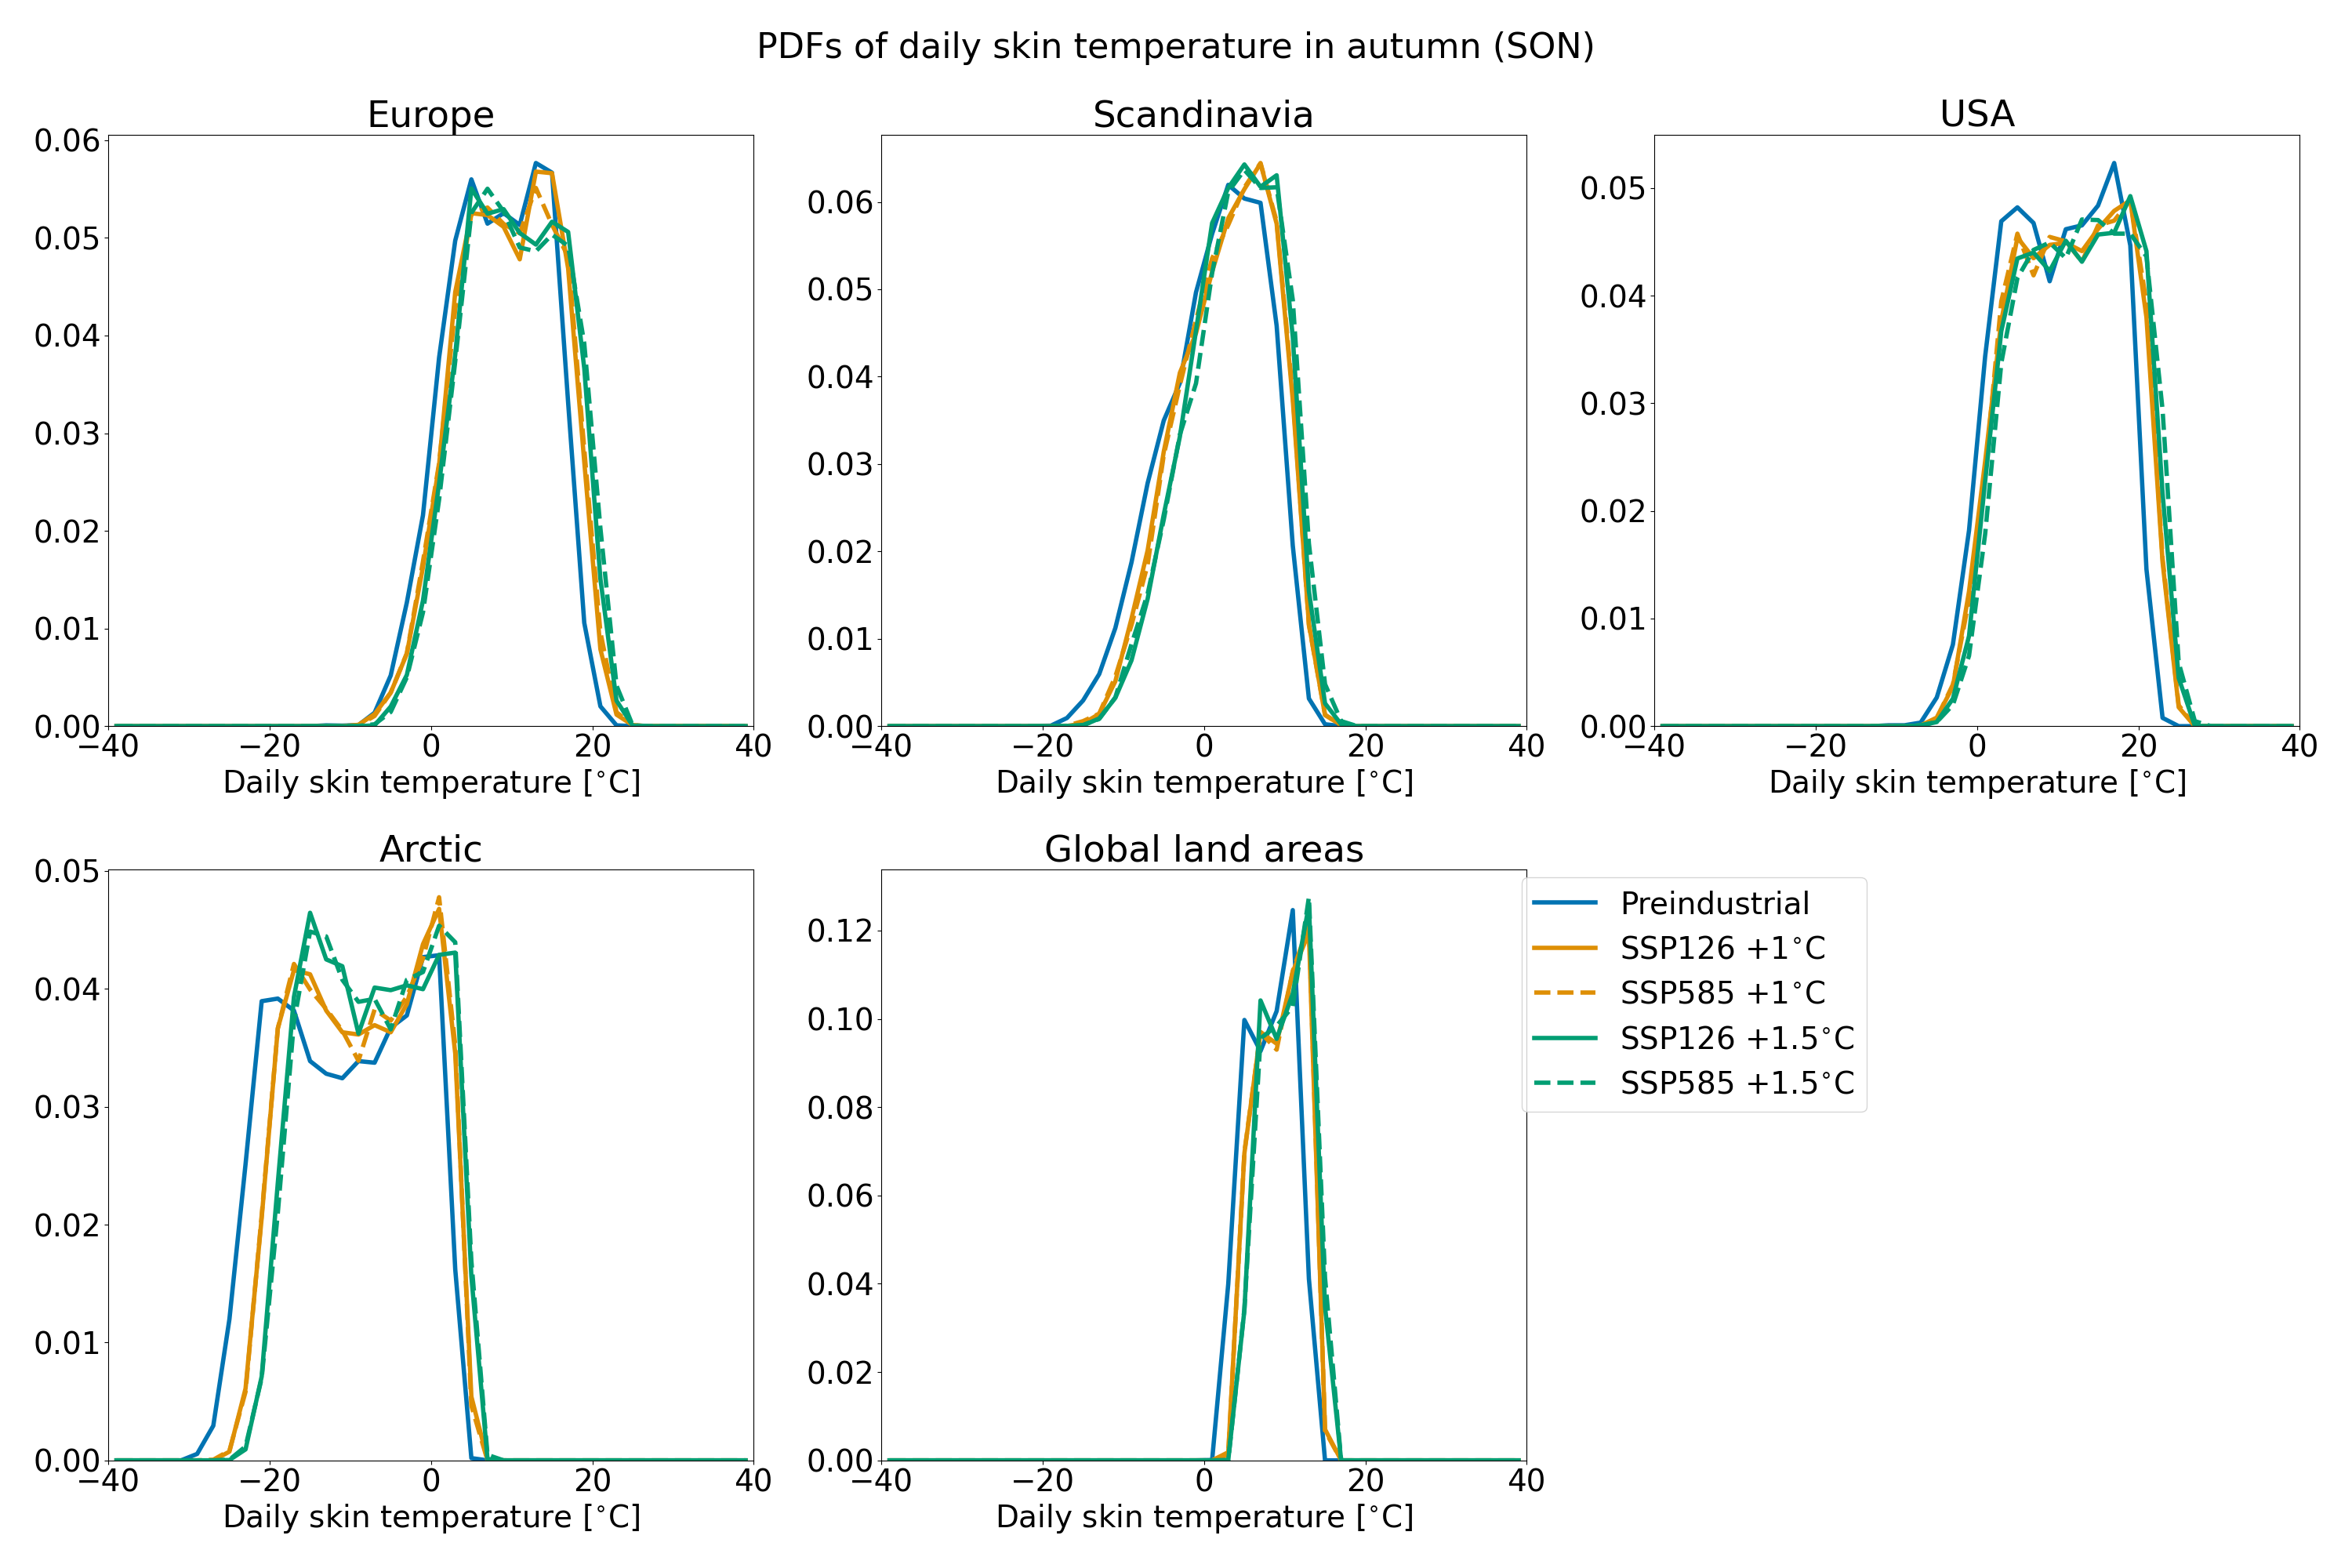 PDFs of daily skin temperature in autumn (SON)
Europe
0.06
0.05
0.04
0.03
0.02
0.01
0.00
−40 −20 0 20 40
Daily skin temperature [°C]
Scandinavia
0.06
0.05
0.04
0.03
0.02
0.01
0.00
−40 −20 0 20 40
Daily skin temperature [°C]
USA
0.05
0.04
0.03
0.02
0.01
0.00
−40 −20 0 20 40
Daily skin temperature [°C]
Arctic
0.05
0.04
0.03
0.02
0.01
0.00
−40 −20 0 20 40
Daily skin temperature [°C]
Global land areas
0.12
0.10
0.08
0.06
0.04
0.02
0.00
−40 −20 0 20 40
Daily skin temperature [°C]
Preindustrial
SSP126 +1°C
SSP585 +1°C
SSP126 +1.5°C
SSP585 +1.5°C